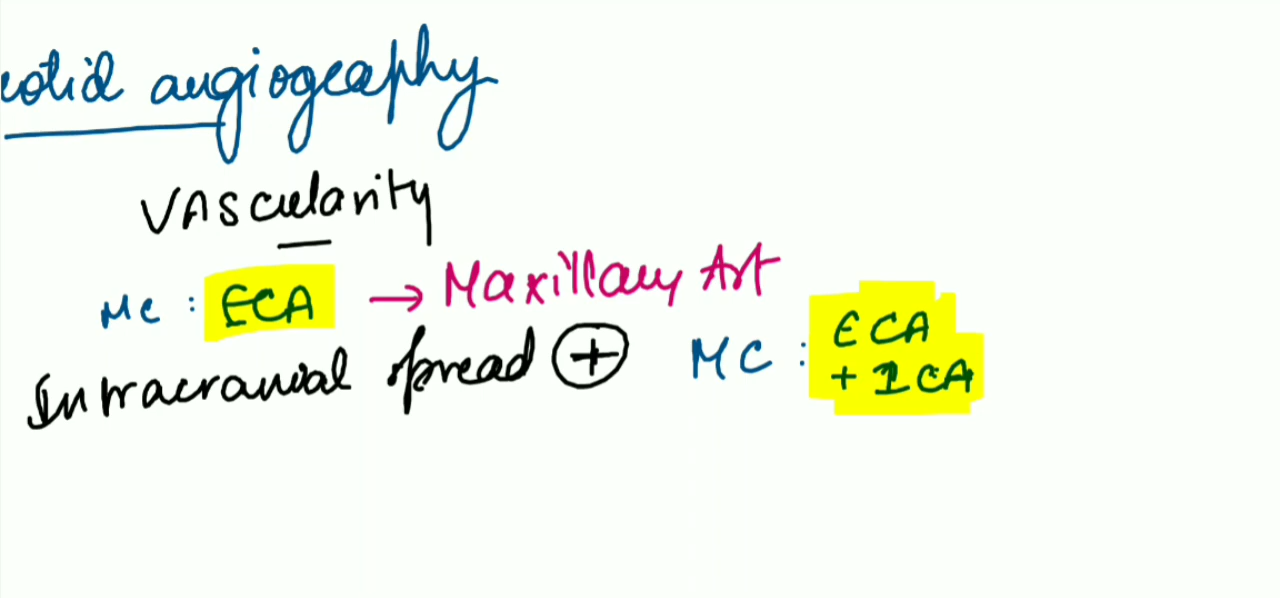 rotid angiography
VAscularity
MC : ECA → Maxillary Art
Intracranial spread + MC : ECA + ICA